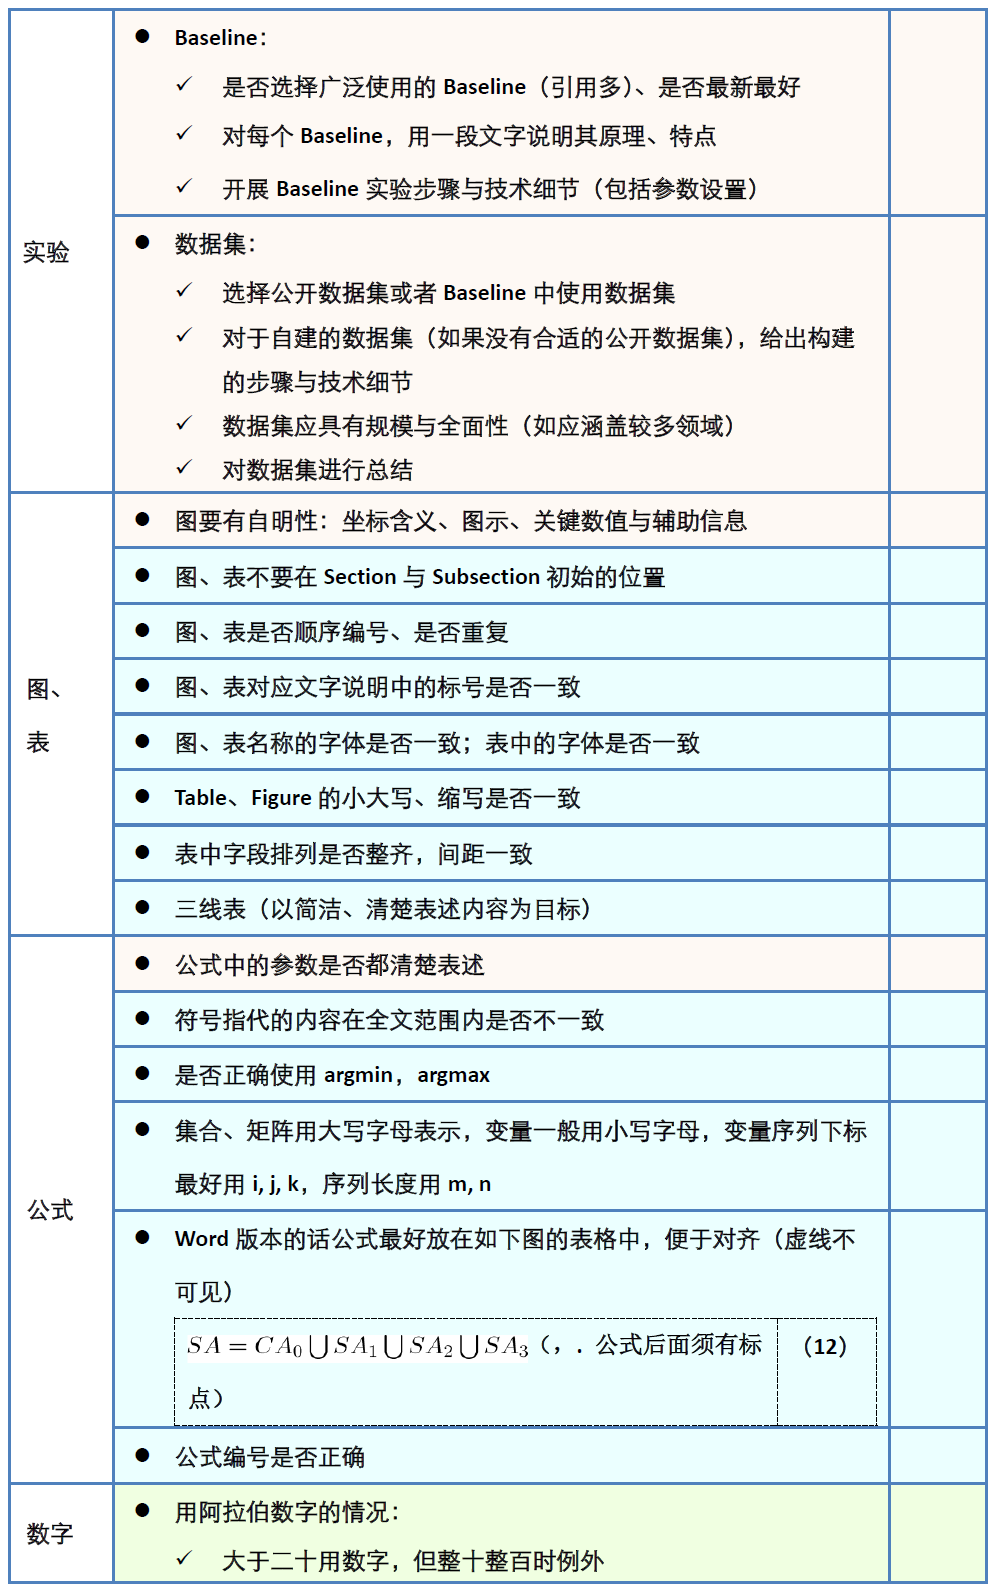 实验
● Baseline：
✓ 是否选择广泛使用的 Baseline（引用多）、是否最新最好
✓ 对每个 Baseline，用一段文字说明其原理、特点
✓ 开展 Baseline 实验步骤与技术细节（包括参数设置）
● 数据集：
✓ 选择公开数据集或者 Baseline 中使用数据集
✓ 对于自建的数据集（如果没有合适的公开数据集），给出构建
的步骤与技术细节
✓ 数据集应具有规模与全面性（如应涵盖较多领域）
✓ 对数据集进行总结
图、
表
● 图要有自明性：坐标含义、图示、关键数值与辅助信息
● 图、表不要在 Section 与 Subsection 初始的位置
● 图、表是否顺序编号、是否重复
● 图、表对应文字说明中的标号是否一致
● 图、表名称的字体是否一致；表中的字体是否一致
● Table、Figure 的小大写、缩写是否一致
● 表中字段排列是否整齐，间距一致
● 三线表（以简洁、清楚表述内容为目标）
公式
● 公式中的参数是否都清楚表述
● 符号指代的内容在全文范围内是否不一致
● 是否正确使用 argmin，argmax
● 集合、矩阵用大写字母表示，变量一般用小写字母，变量序列下标
最好用 i, j, k，序列长度用 m, n
● Word 版本的话公式最好放在如下图的表格中，便于对齐（虚线不
可见）
SA = CA₀ ⋃ SA₁ ⋃ SA₂ ⋃ SA₃（，. 公式后面须有标 （12）
点）
● 公式编号是否正确
数字
● 用阿拉伯数字的情况：
✓ 大于二十用数字，但整十整百时例外